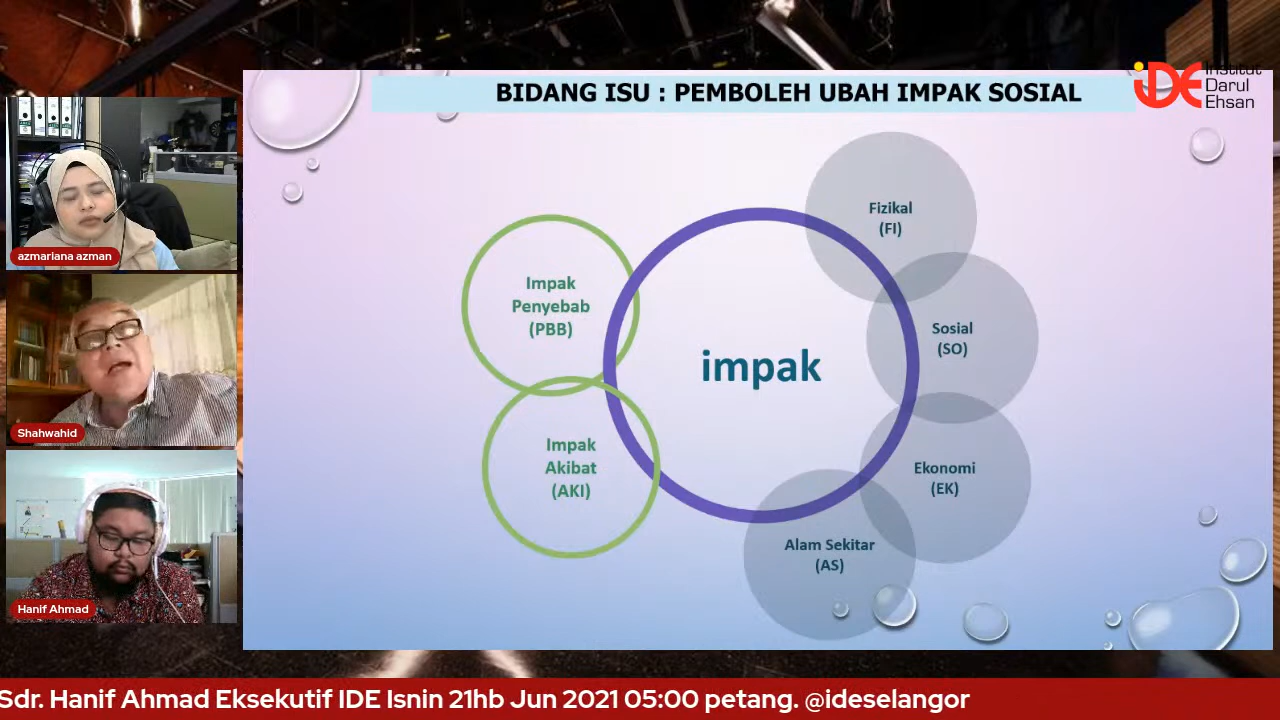 BIDANG ISU : PEMBOLEH UBAH IMPAK SOSIAL
iDE
Institut
Darul
Ehsan
azmariana azman
Shahwahid
Hanif Ahmad
Impak
Penyebab
(PBB)
Impak
Akibat
(AKI)
impak
Fizikal
(FI)
Sosial
(SO)
Ekonomi
(EK)
Alam Sekitar
(AS)
Sdr. Hanif Ahmad Eksekutif IDE Isnin 21hb Jun 2021 05:00 petang. @ideselangor